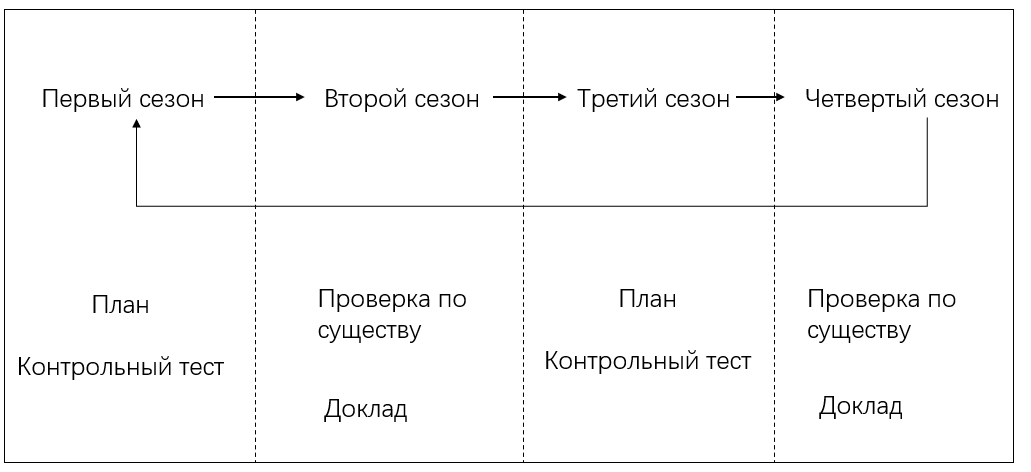 Первый сезон
Второй сезон
Третий сезон
Четвертый сезон
План
Контрольный тест
Проверка по
существу
Доклад
План
Контрольный тест
Проверка по
существу
Доклад